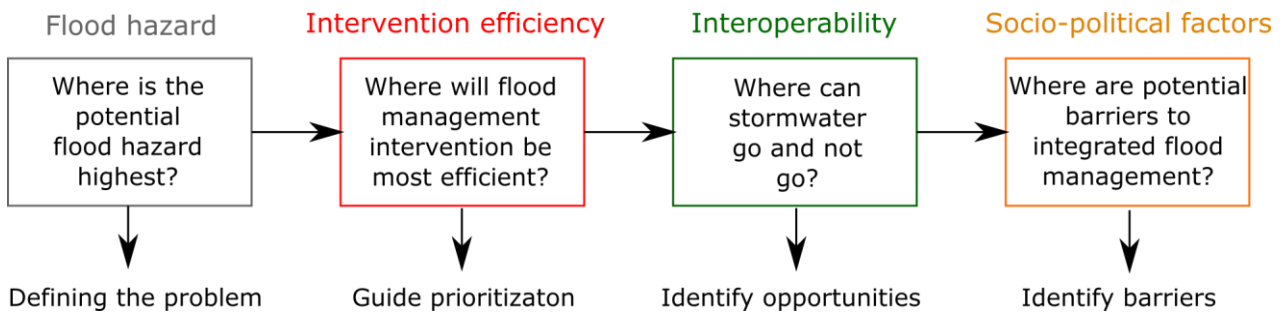 Flood hazard
Intervention efficiency
Interoperability
Socio-political factors
Where is the
potential
flood hazard
highest?
Where will flood
management
intervention be
most efficient?
Where can
stormwater
go and not
go?
Where are potential
barriers to
integrated flood
management?
Defining the problem
Guide prioritizaton
Identify opportunities
Identify barriers